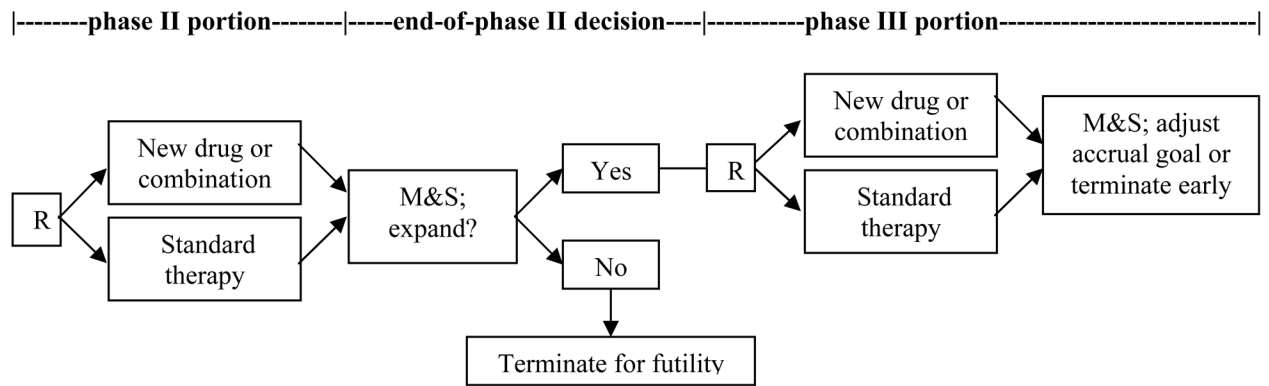 |--------phase II portion--------|----end-of-phase II decision----|----------phase III portion--------------------------|
New drug or
combination
R
Standard
therapy
M&S;
expand?
Yes
No
Terminate for futility
R
New drug or
combination
Standard
therapy
M&S; adjust
accrual goal or
terminate early